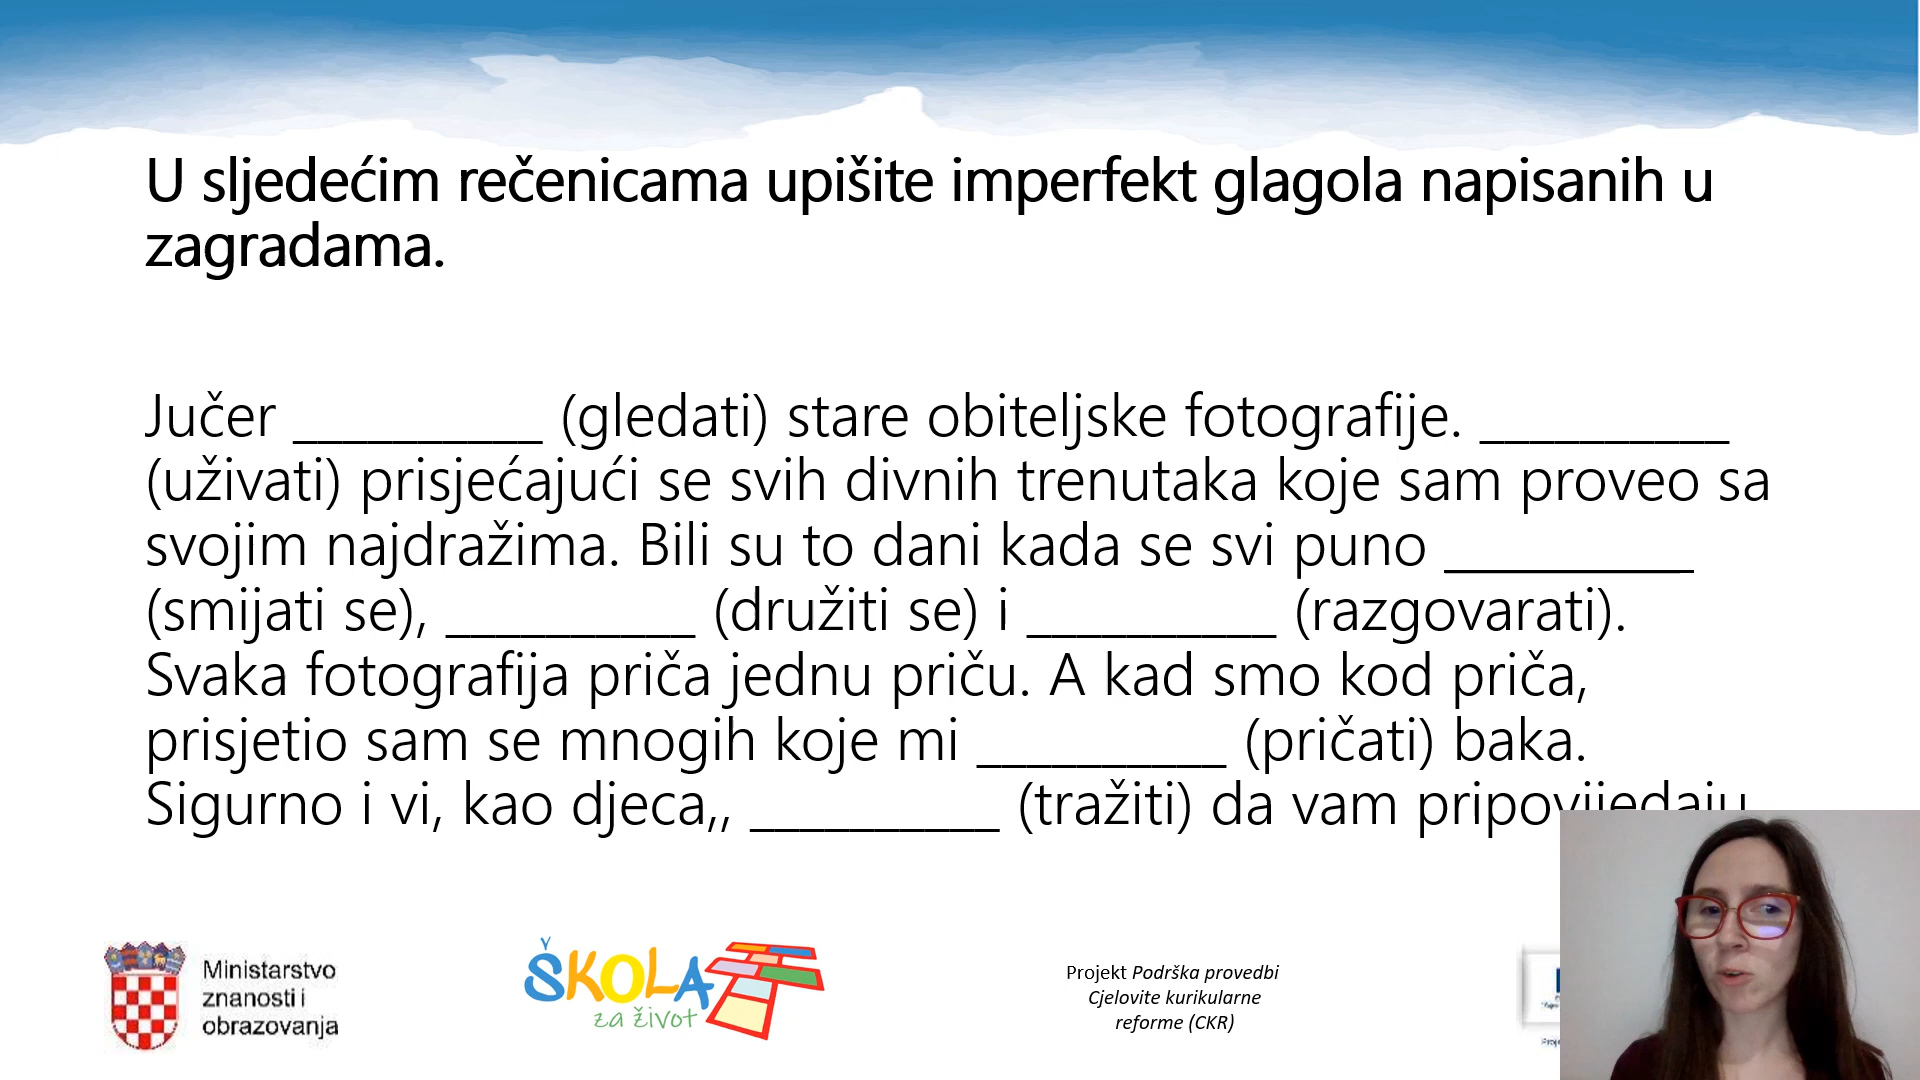 U sljedećim rečenicama upišite imperfekt glagola napisanih u
zagradama.
Jučer __________ (gledati) stare obiteljske fotografije. __________
(uživati) prisjećajući se svih divnih trenutaka koje sam proveo sa
svojim najdražima. Bili su to dani kada se svi puno __________
(smijati se), __________ (družiti se) i __________ (razgovarati).
Svaka fotografija priča jednu priču. A kad smo kod priča,
prisjetio sam se mnogih koje mi __________ (pričati) baka.
Sigurno i vi, kao djeca,, __________ (tražiti) da vam pripovijedaju
Ministarstvo
znanosti i
obrazovanja
ŠKOLA
za život
Projekt Podrška provedbi
Cjelovite kurikularne
reforme (CKR)